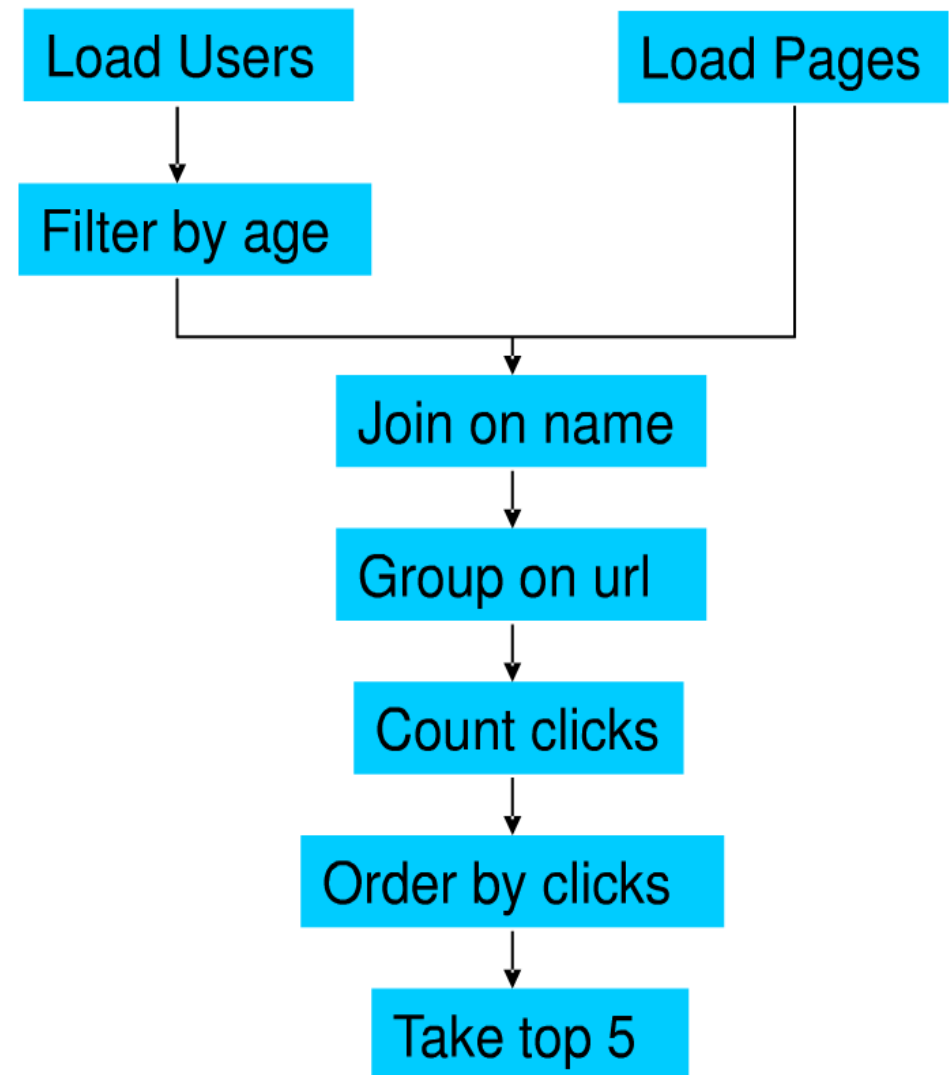 Load Users
Load Pages
Filter by age
Join on name
Group on url
Count clicks
Order by clicks
Take top 5